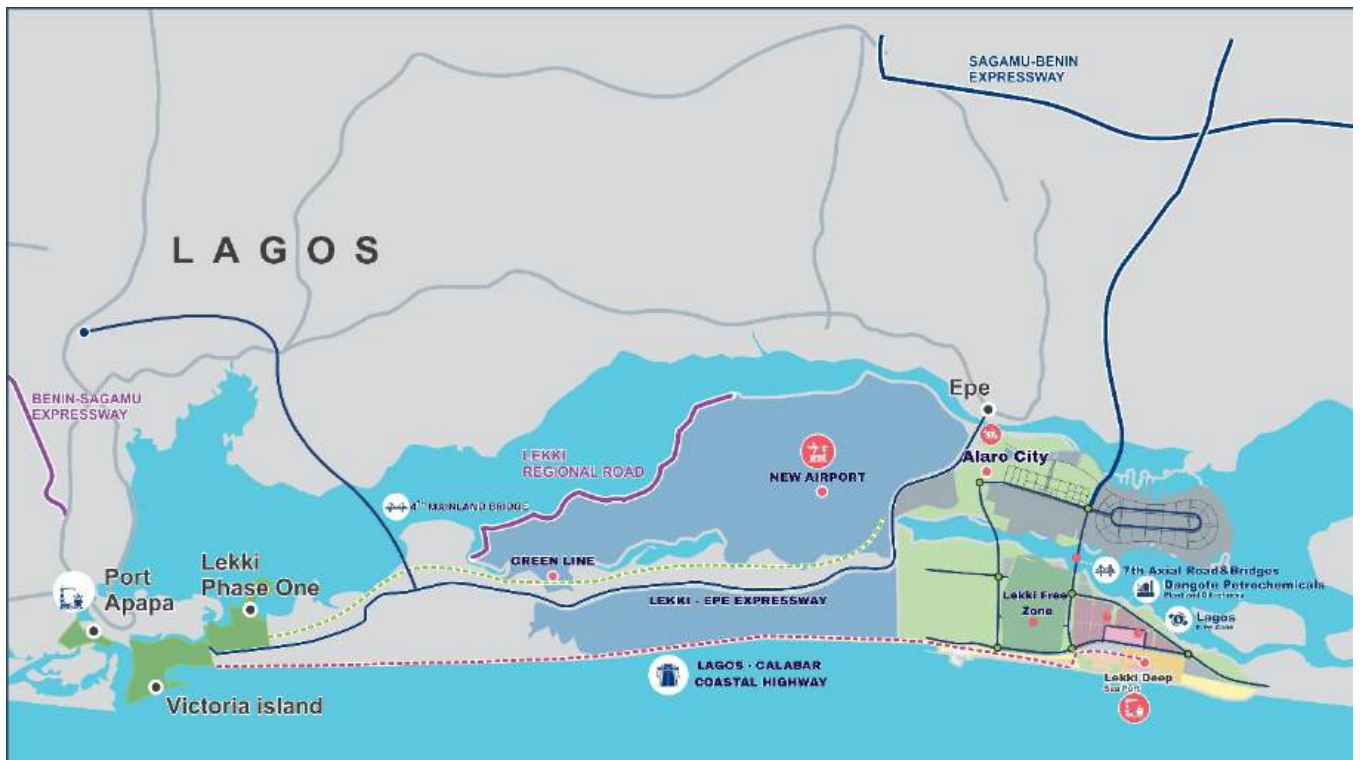 SAGAMU-BENIN
EXPRESSWAY
LAGOS
BENIN-SAGAMU
EXPRESSWAY
Epe
LEKKI
REGIONAL ROAD
Alaro City
NEW AIRPORT
4TH MAINLAND BRIDGE
GREEN LINE
Port
Apapa
Lekki
Phase One
7th Axial Road&Bridges
Dangote Petrochemicals
LEKKI - EPE EXPRESSWAY
Lekki Free
Zone
Lagos
Free Zone
LAGOS - CALABAR
COASTAL HIGHWAY
Lekki Deep
Sea Port
Victoria island